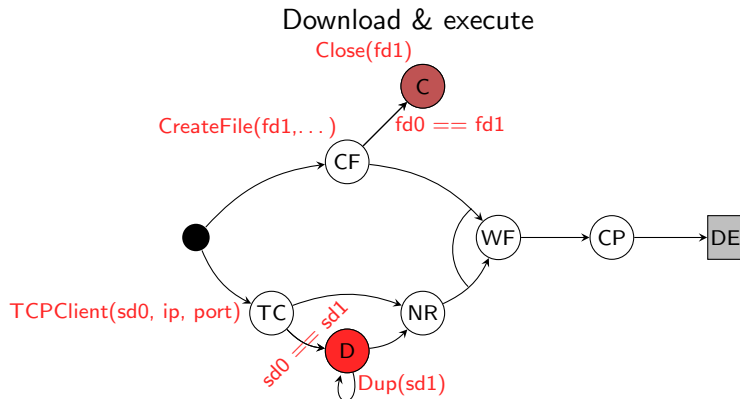 Download & execute
Close(fd1)
C
CreateFile(fd1,...)
fd0 == fd1
CF
WF
CP
DE
TCPClient(sd0, ip, port)
TC
NR
sd0 == sd1
D
Dup(sd1)